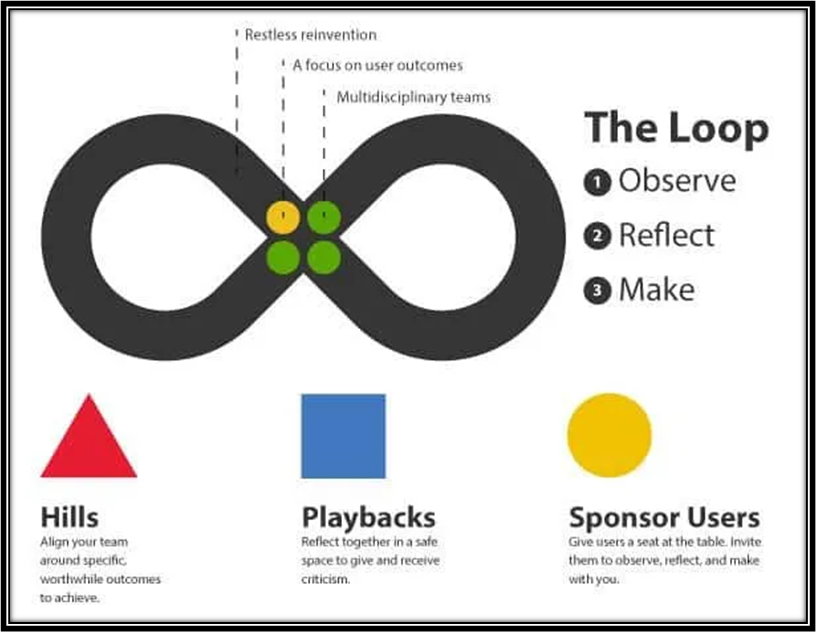 Restless reinvention
A focus on user outcomes
Multidisciplinary teams
The Loop
1 Observe
2 Reflect
3 Make
Hills
Align your team
around specific,
worthwhile outcomes
to achieve.
Playbacks
Reflect together in a safe
space to give and receive
criticism.
Sponsor Users
Give users a seat at the table. Invite
them to observe, reflect, and make
with you.